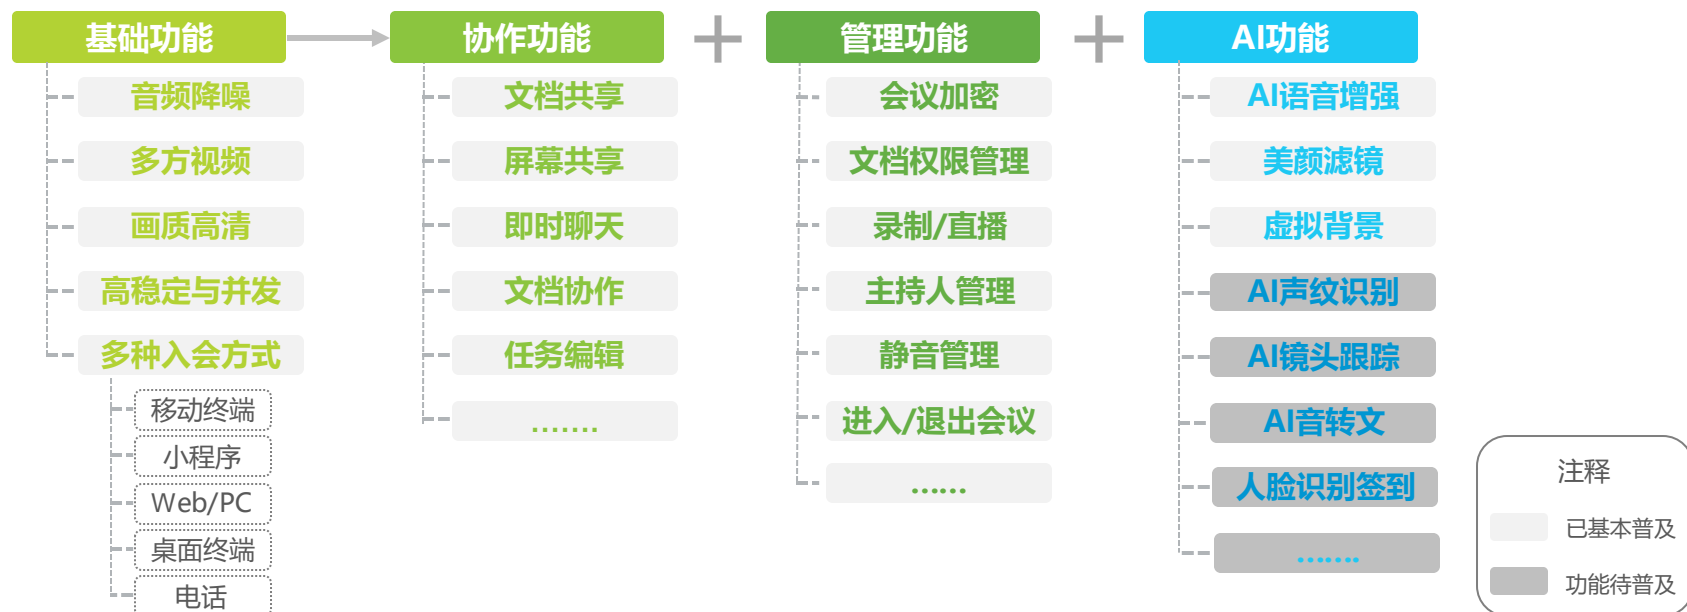 基础功能
音频降噪
多方视频
画质高清
高稳定与并发
多种入会方式
移动终端
小程序
Web/PC
桌面终端
电话
协作功能
文档共享
屏幕共享
即时聊天
文档协作
任务编辑
.......
管理功能
会议加密
文档权限管理
录制/直播
主持人管理
静音管理
进入/退出会议
......
AI功能
AI语音增强
美颜滤镜
虚拟背景
AI声纹识别
AI镜头跟踪
AI音转文
人脸识别签到
.......
注释
已基本普及
功能待普及